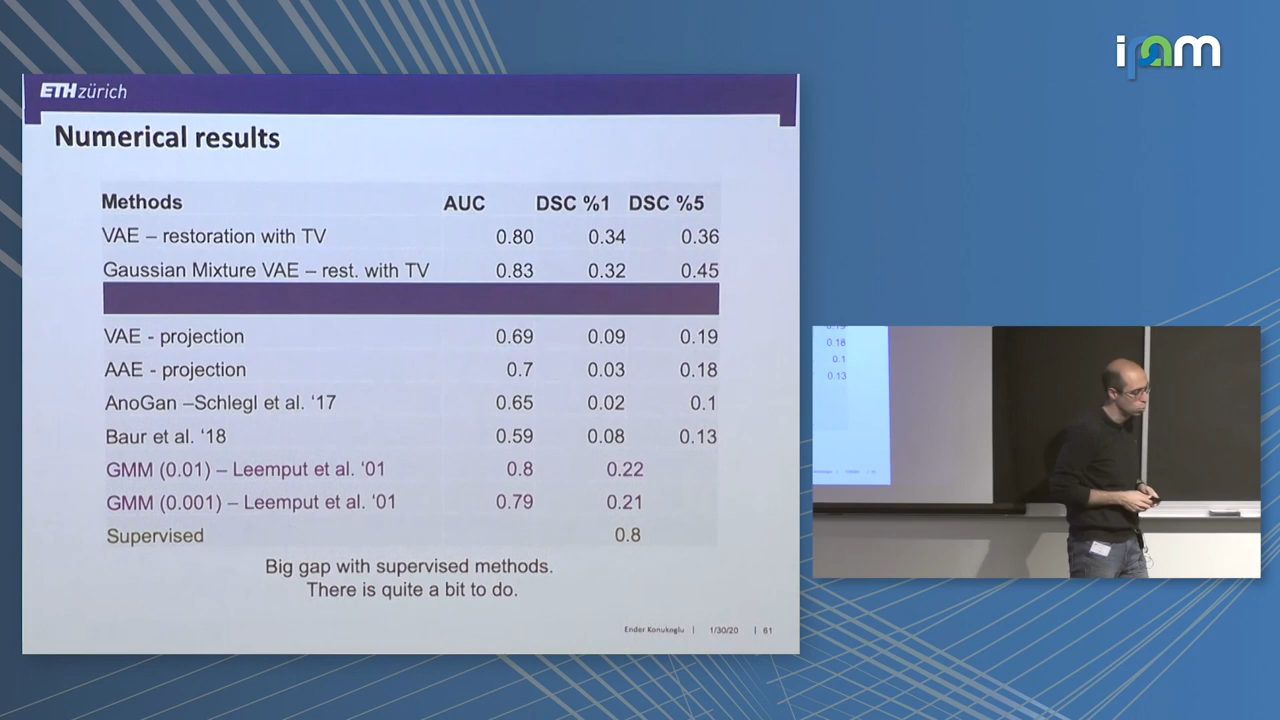 ipam
ETH zürich
Numerical results
Methods AUC DSC %1 DSC %5
VAE – restoration with TV 0.80 0.34 0.36
Gaussian Mixture VAE – rest. with TV 0.83 0.32 0.45
VAE - projection 0.69 0.09 0.19
AAE - projection 0.7 0.03 0.18
AnoGan –Schlegl et al. ‘17 0.65 0.02 0.1
Baur et al. ‘18 0.59 0.08 0.13
GMM (0.01) – Leemput et al. ‘01 0.8 0.22
GMM (0.001) – Leemput et al. ‘01 0.79 0.21
Supervised 0.8
Big gap with supervised methods.
There is quite a bit to do.
Ender Konukoglu | 1/30/20 | 61
0.18
0.1
0.13